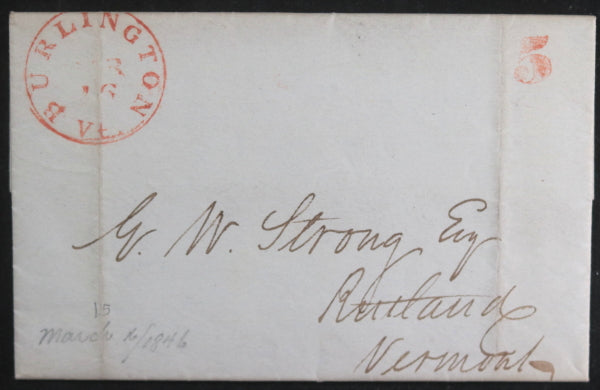 BURLINGTON
16
Vt.
5
G. W. Strong Esq
Rutland
Vermont
15
March 16/1846